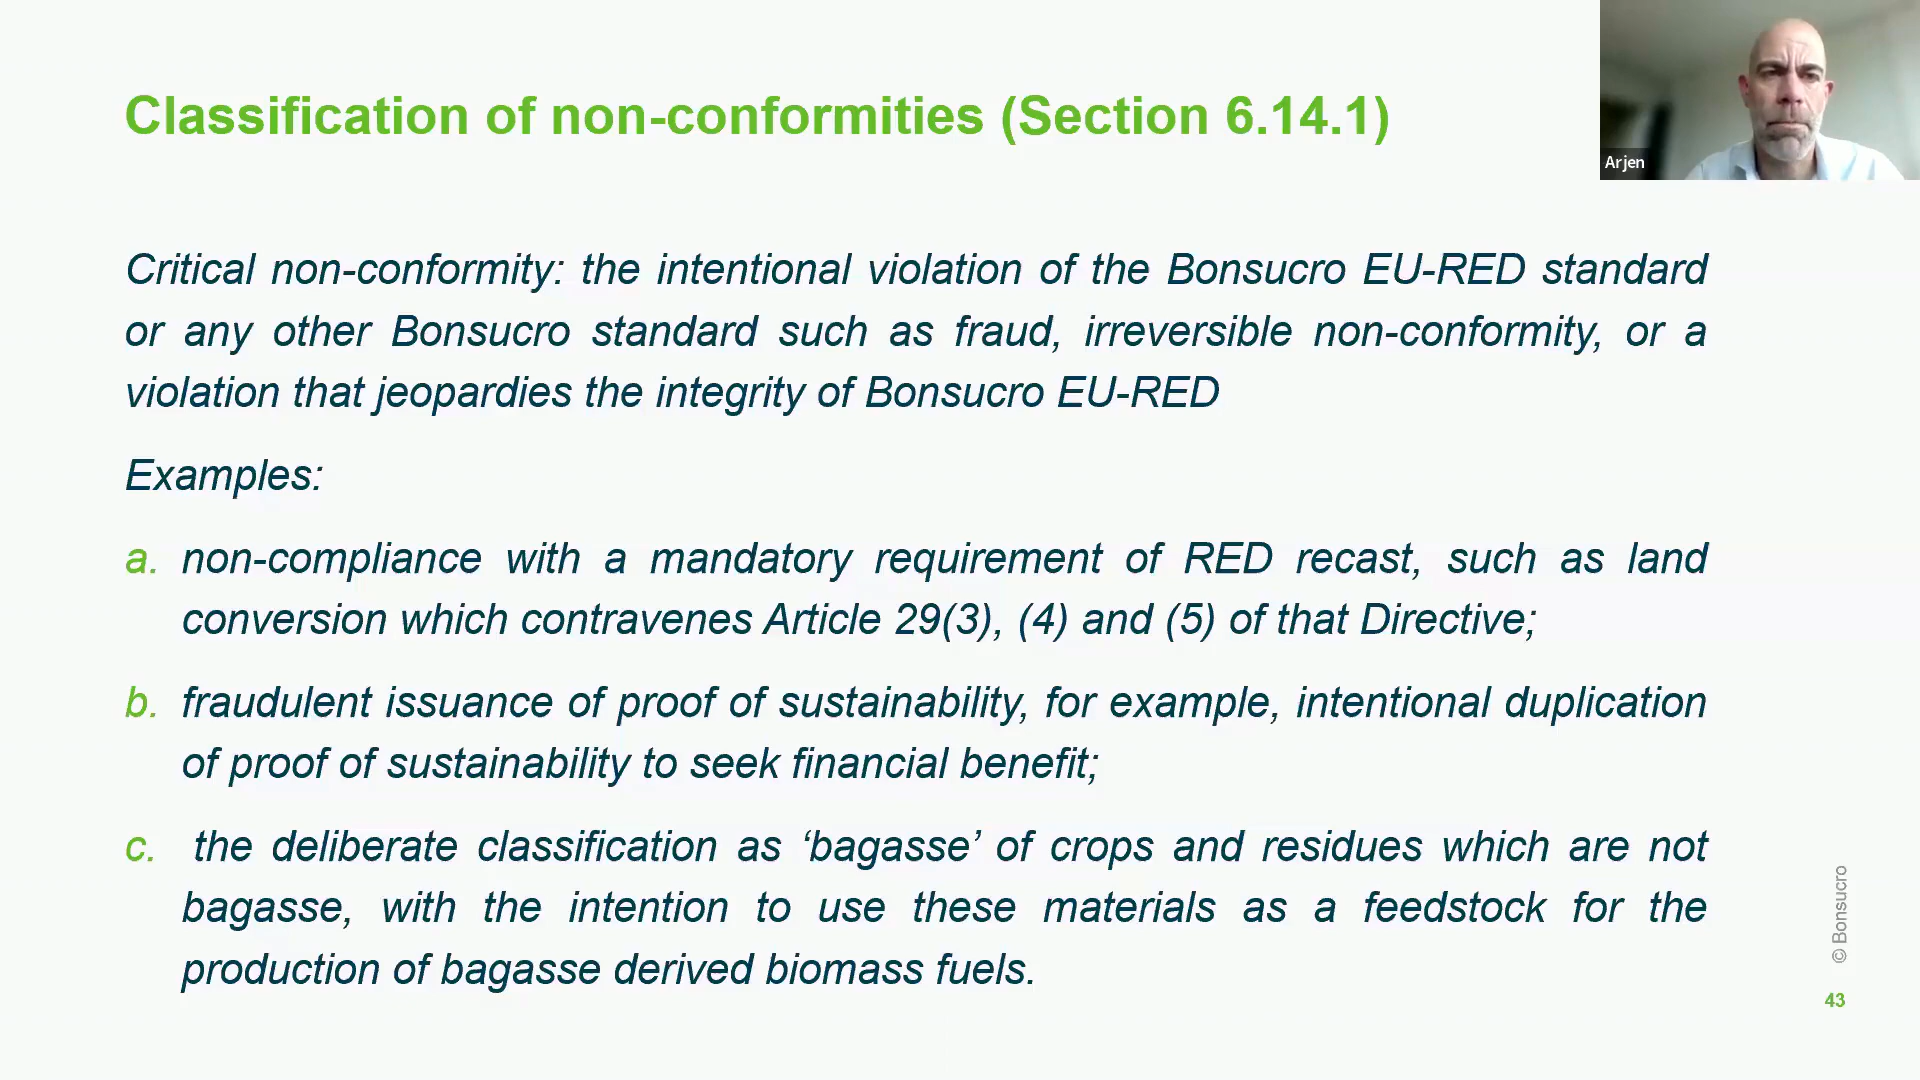 Classification of non-conformities (Section 6.14.1)
Arjen
Critical non-conformity: the intentional violation of the Bonsucro EU-RED standard
or any other Bonsucro standard such as fraud, irreversible non-conformity, or a
violation that jeopardies the integrity of Bonsucro EU-RED
Examples:
a. non-compliance with a mandatory requirement of RED recast, such as land
conversion which contravenes Article 29(3), (4) and (5) of that Directive;
b. fraudulent issuance of proof of sustainability, for example, intentional duplication
of proof of sustainability to seek financial benefit;
c. the deliberate classification as ‘bagasse’ of crops and residues which are not
bagasse, with the intention to use these materials as a feedstock for the
production of bagasse derived biomass fuels.
© Bonsucro
43